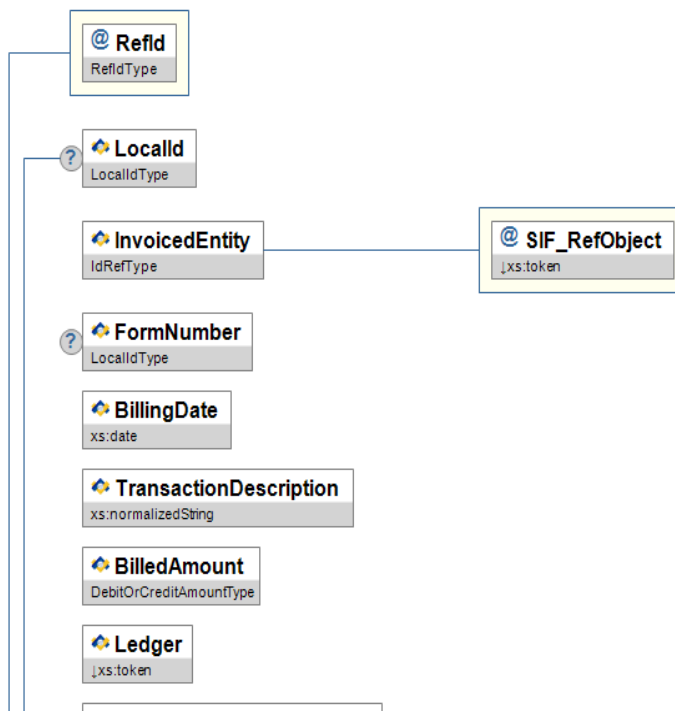 @ RefId
RefIdType
? LocalId
LocalIdType
InvoicedEntity
IdRefType
@ SIF_RefObject
↓xs:token
? FormNumber
LocalIdType
BillingDate
xs:date
TransactionDescription
xs:normalizedString
BilledAmount
DebitOrCreditAmountType
Ledger
↓xs:token